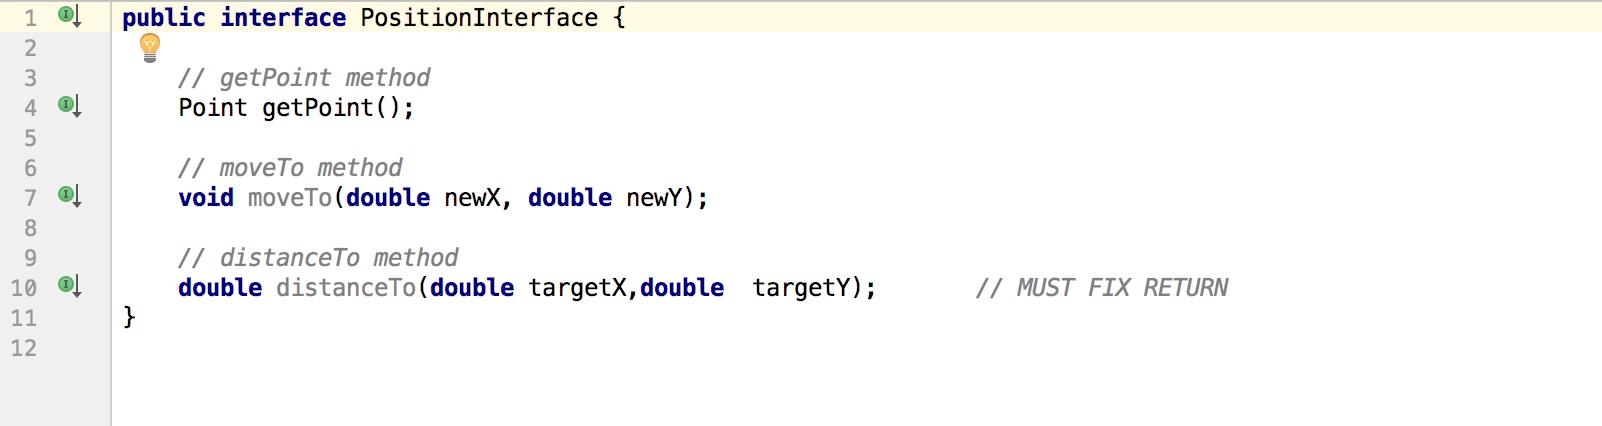 1 public interface PositionInterface {
2
3 // getPoint method
4 Point getPoint();
5
6 // moveTo method
7 void moveTo(double newX, double newY);
8
9 // distanceTo method
10 double distanceTo(double targetX,double  targetY); // MUST FIX RETURN
11 }
12